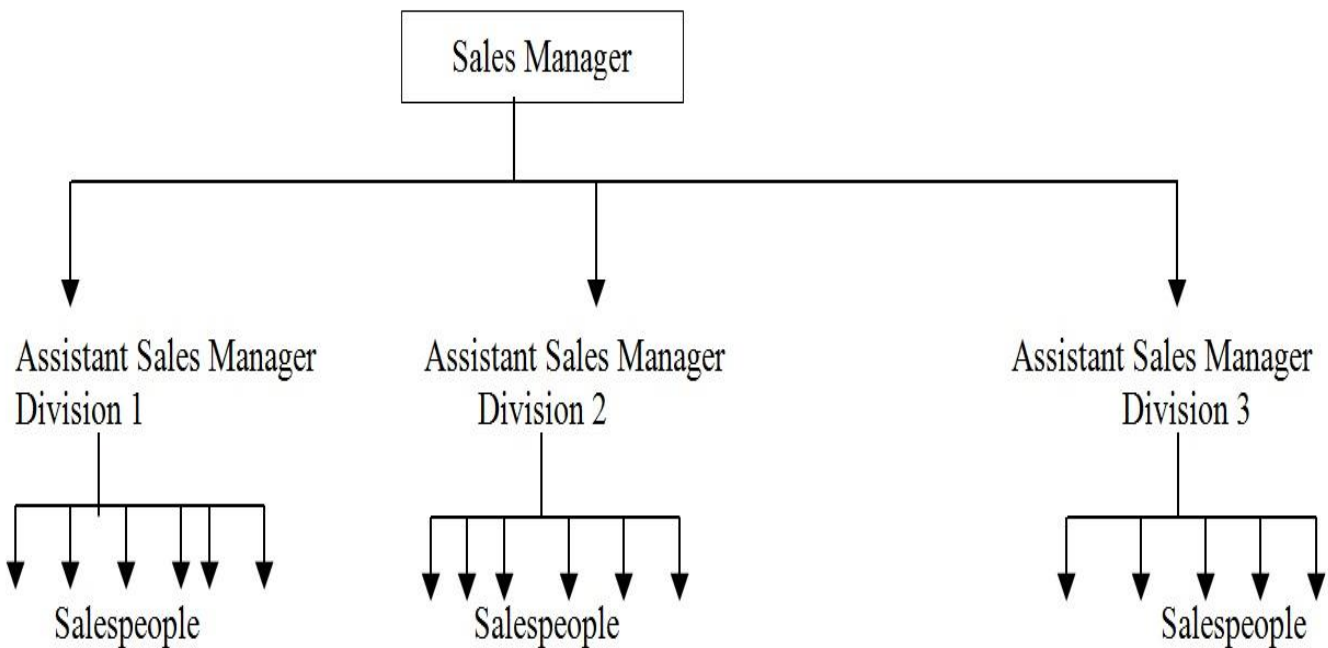 Sales Manager
Assistant Sales Manager
Division 1
Assistant Sales Manager
Division 2
Assistant Sales Manager
Division 3
Salespeople
Salespeople
Salespeople